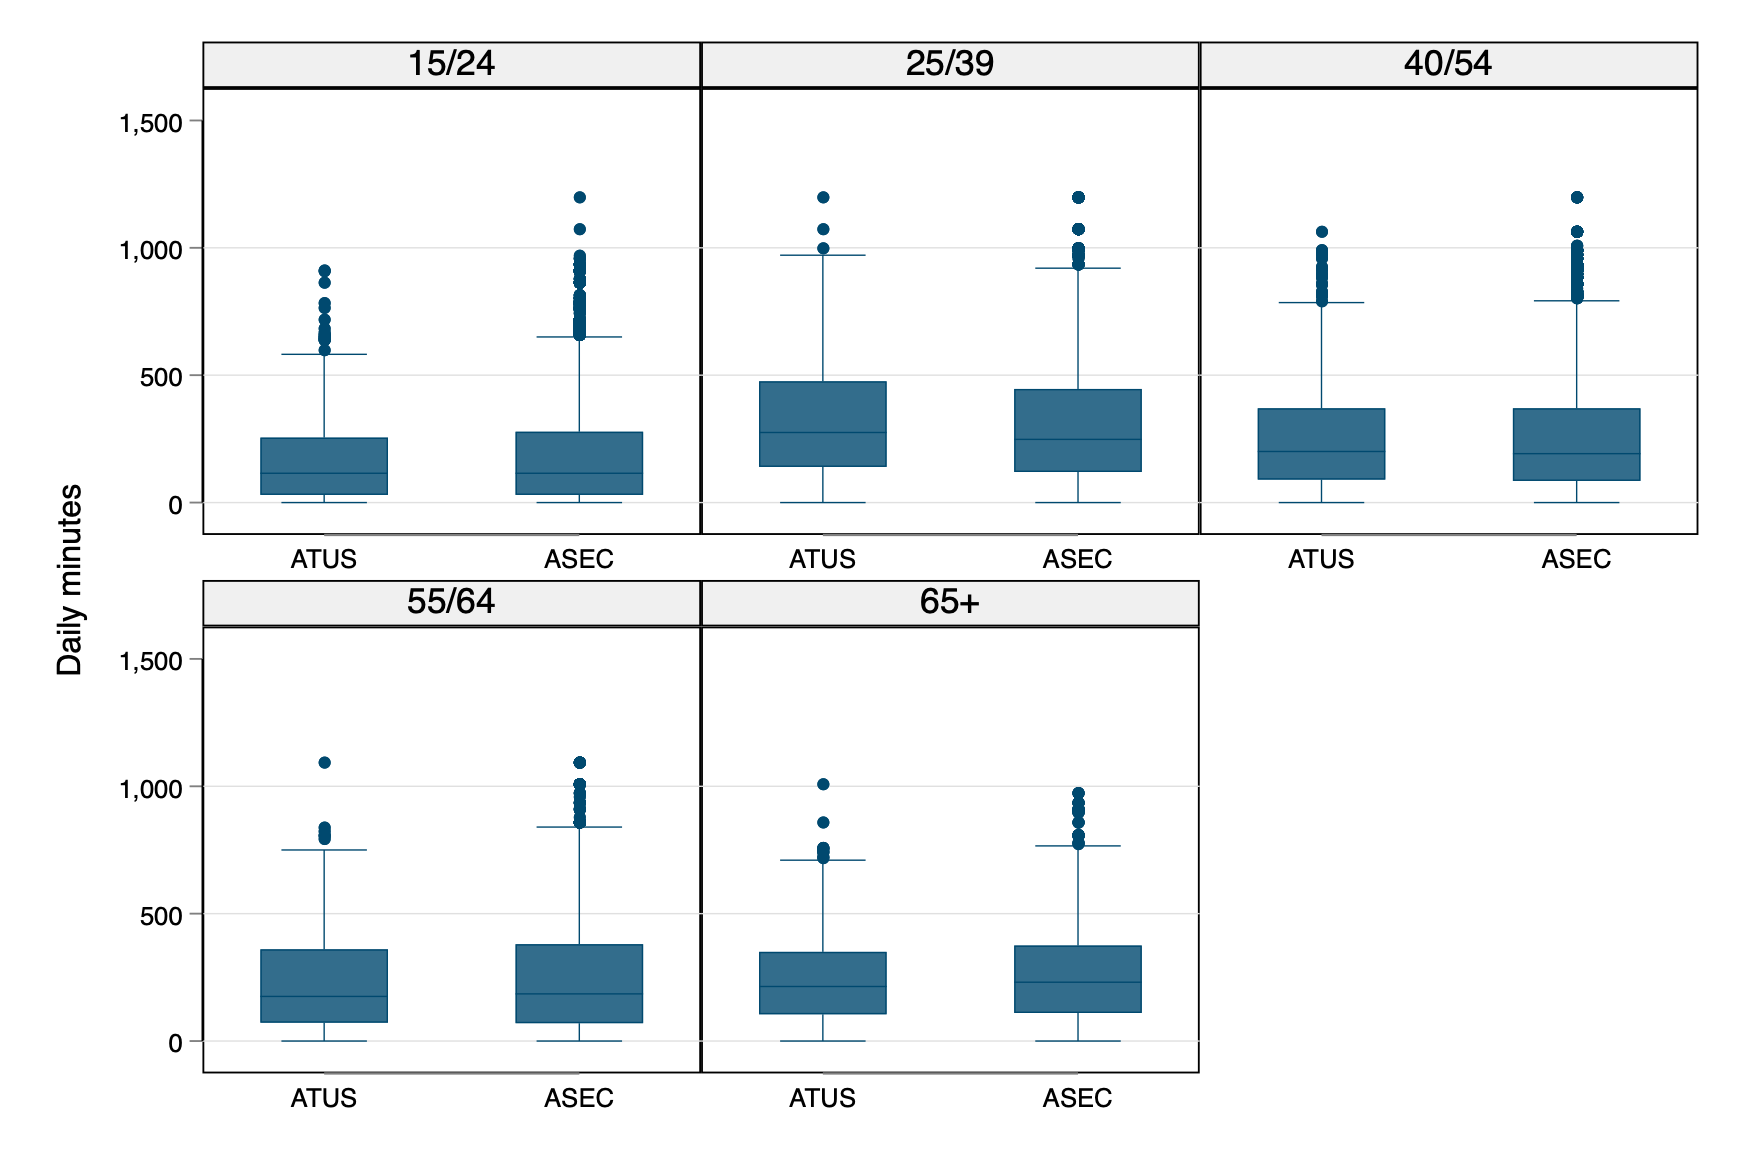 Daily minutes
15/24
25/39
40/54
1,500
1,000
500
0
ATUS
ASEC
ATUS
ASEC
ATUS
ASEC
55/64
65+
1,500
1,000
500
0
ATUS
ASEC
ATUS
ASEC